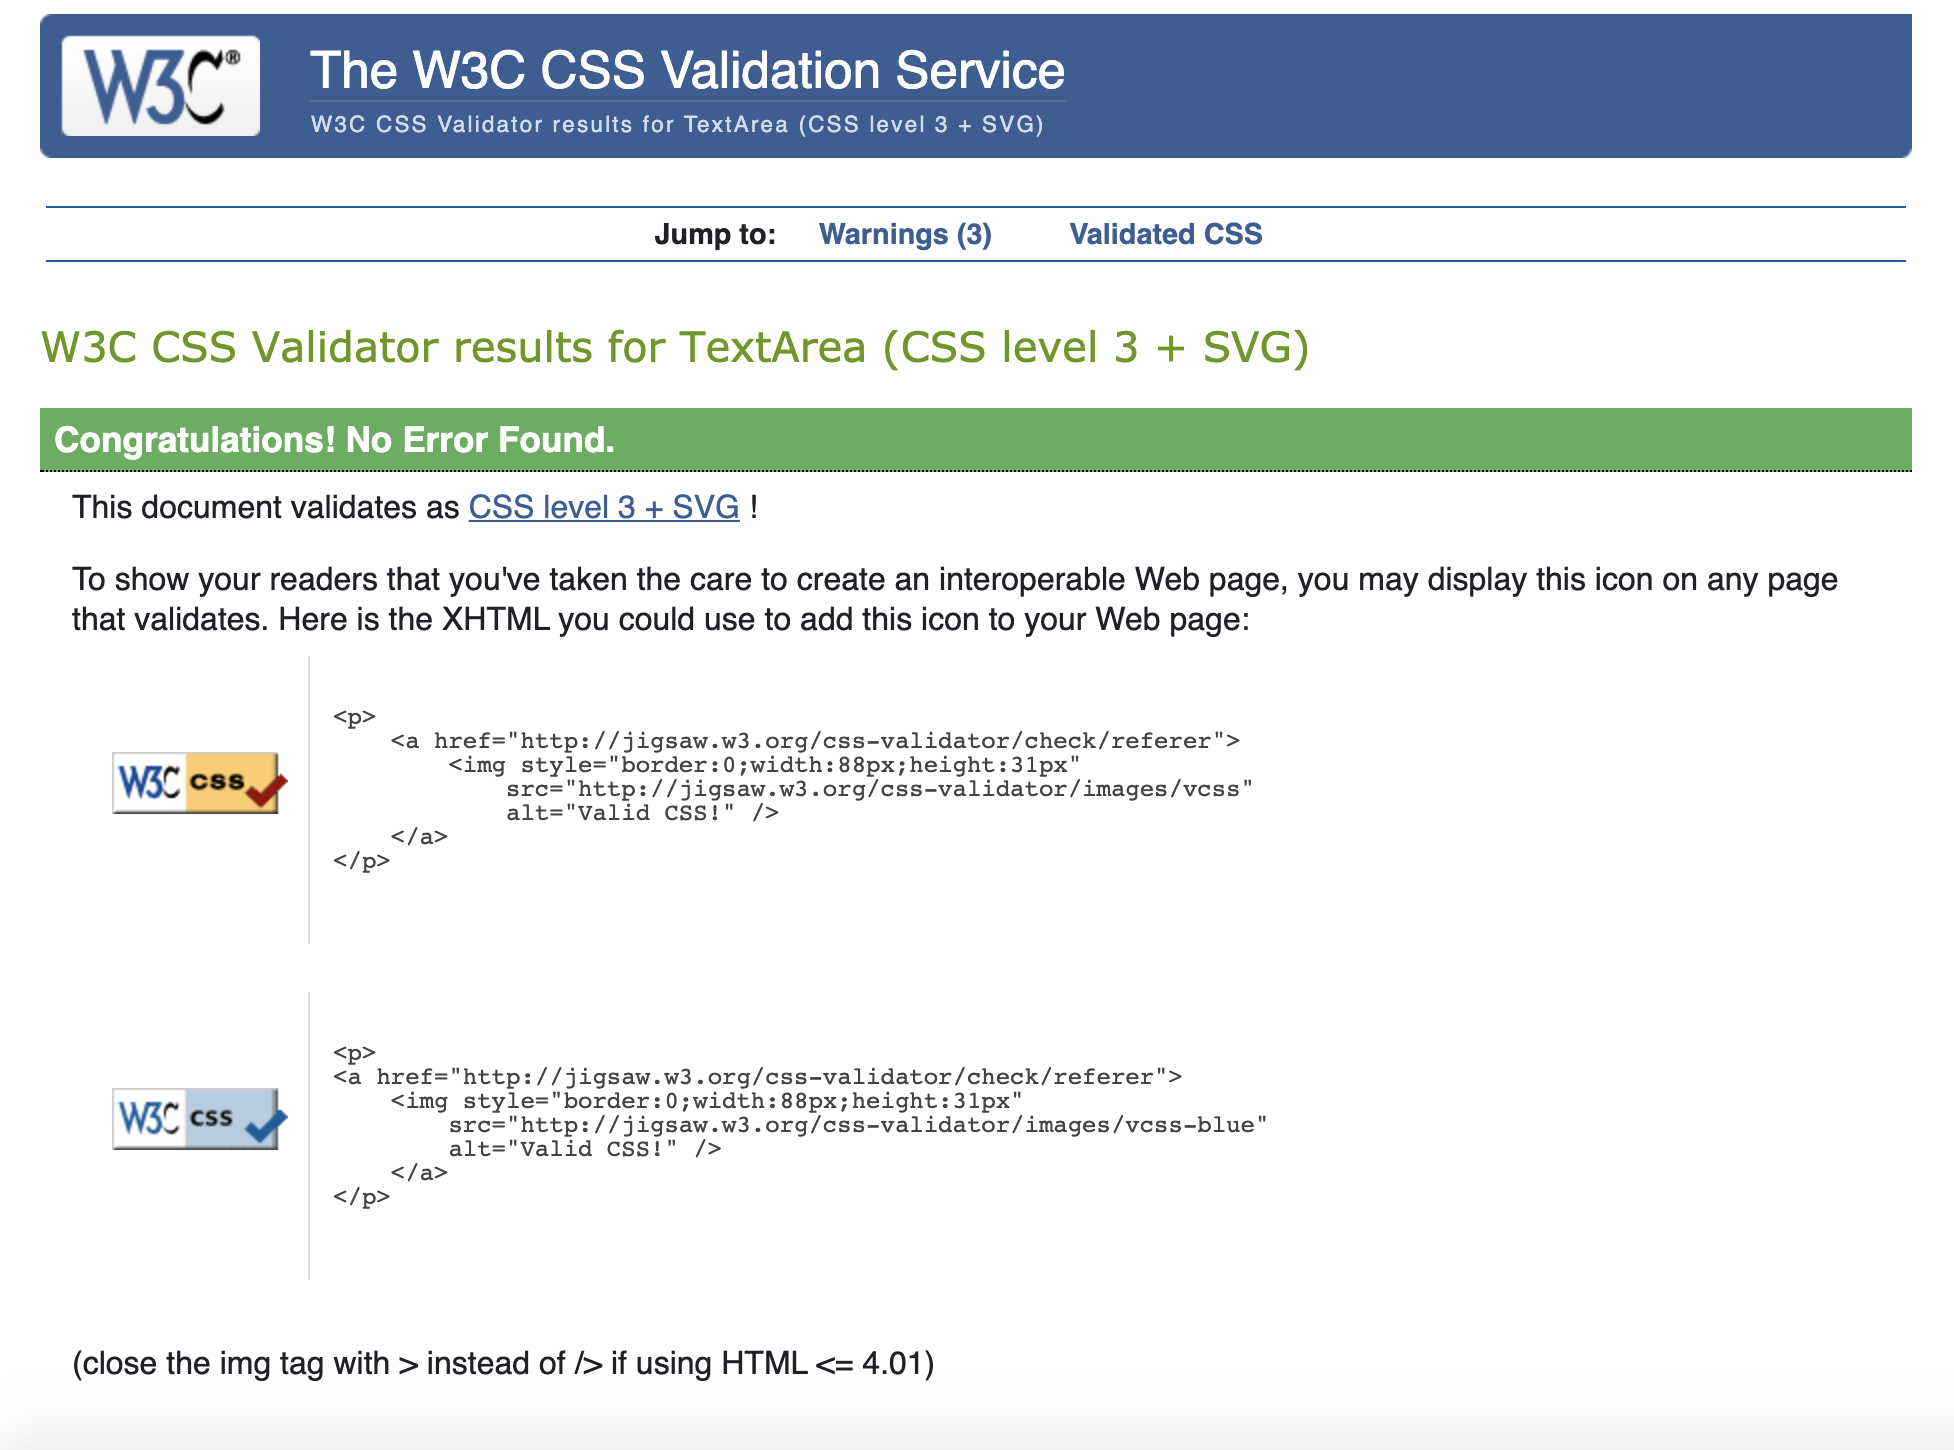 W3C®
The W3C CSS Validation Service
W3C CSS Validator results for TextArea (CSS level 3 + SVG)
Jump to: Warnings (3) Validated CSS
W3C CSS Validator results for TextArea (CSS level 3 + SVG)
Congratulations! No Error Found.
This document validates as CSS level 3 + SVG !
To show your readers that you've taken the care to create an interoperable Web page, you may display this icon on any page
that validates. Here is the XHTML you could use to add this icon to your Web page:
W3C css
<p>
    <a href="http://jigsaw.w3.org/css-validator/check/referer">
        <img style="border:0;width:88px;height:31px"
            src="http://jigsaw.w3.org/css-validator/images/vcss"
            alt="Valid CSS!" />
    </a>
</p>
W3C css
<p>
<a href="http://jigsaw.w3.org/css-validator/check/referer">
    <img style="border:0;width:88px;height:31px"
        src="http://jigsaw.w3.org/css-validator/images/vcss-blue"
        alt="Valid CSS!" />
    </a>
</p>
(close the img tag with > instead of /> if using HTML <= 4.01)